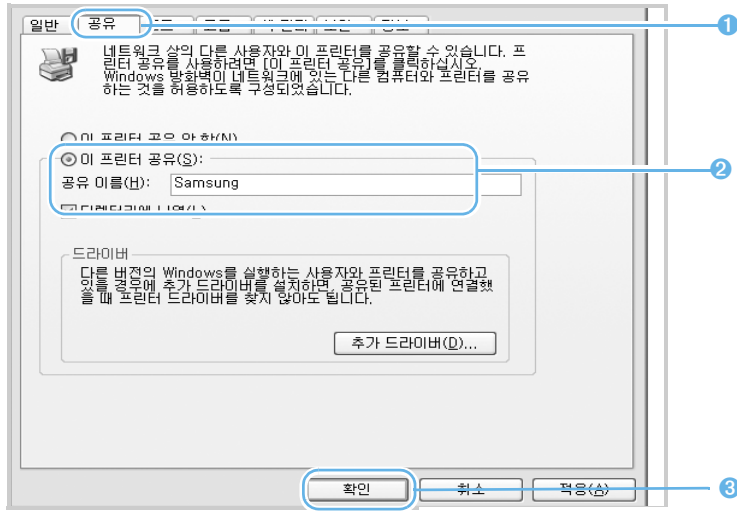 일반 공유
네트워크 상의 다른 사용자와 이 프린터를 공유할 수 있습니다. 프
린터 공유를 사용하려면 [이 프린터 공유]를 클릭하십시오.
Windows 방화벽이 네트워크에 있는 다른 컴퓨터와 프린터를 공유
하는 것을 허용하도록 구성되었습니다.
이 프린터 공유 안 함(N)
이 프린터 공유(S):
공유 이름(H): Samsung
드라이버
다른 버전의 Windows를 실행하는 사용자와 프린터를 공유하고
있을 경우에 추가 드라이버를 설치하면, 공유된 프린터에 연결했
을 때 프린터 드라이버를 찾지 않아도 됩니다.
추가 드라이버(D)...
확인 취소 적용(A)
1
2
3